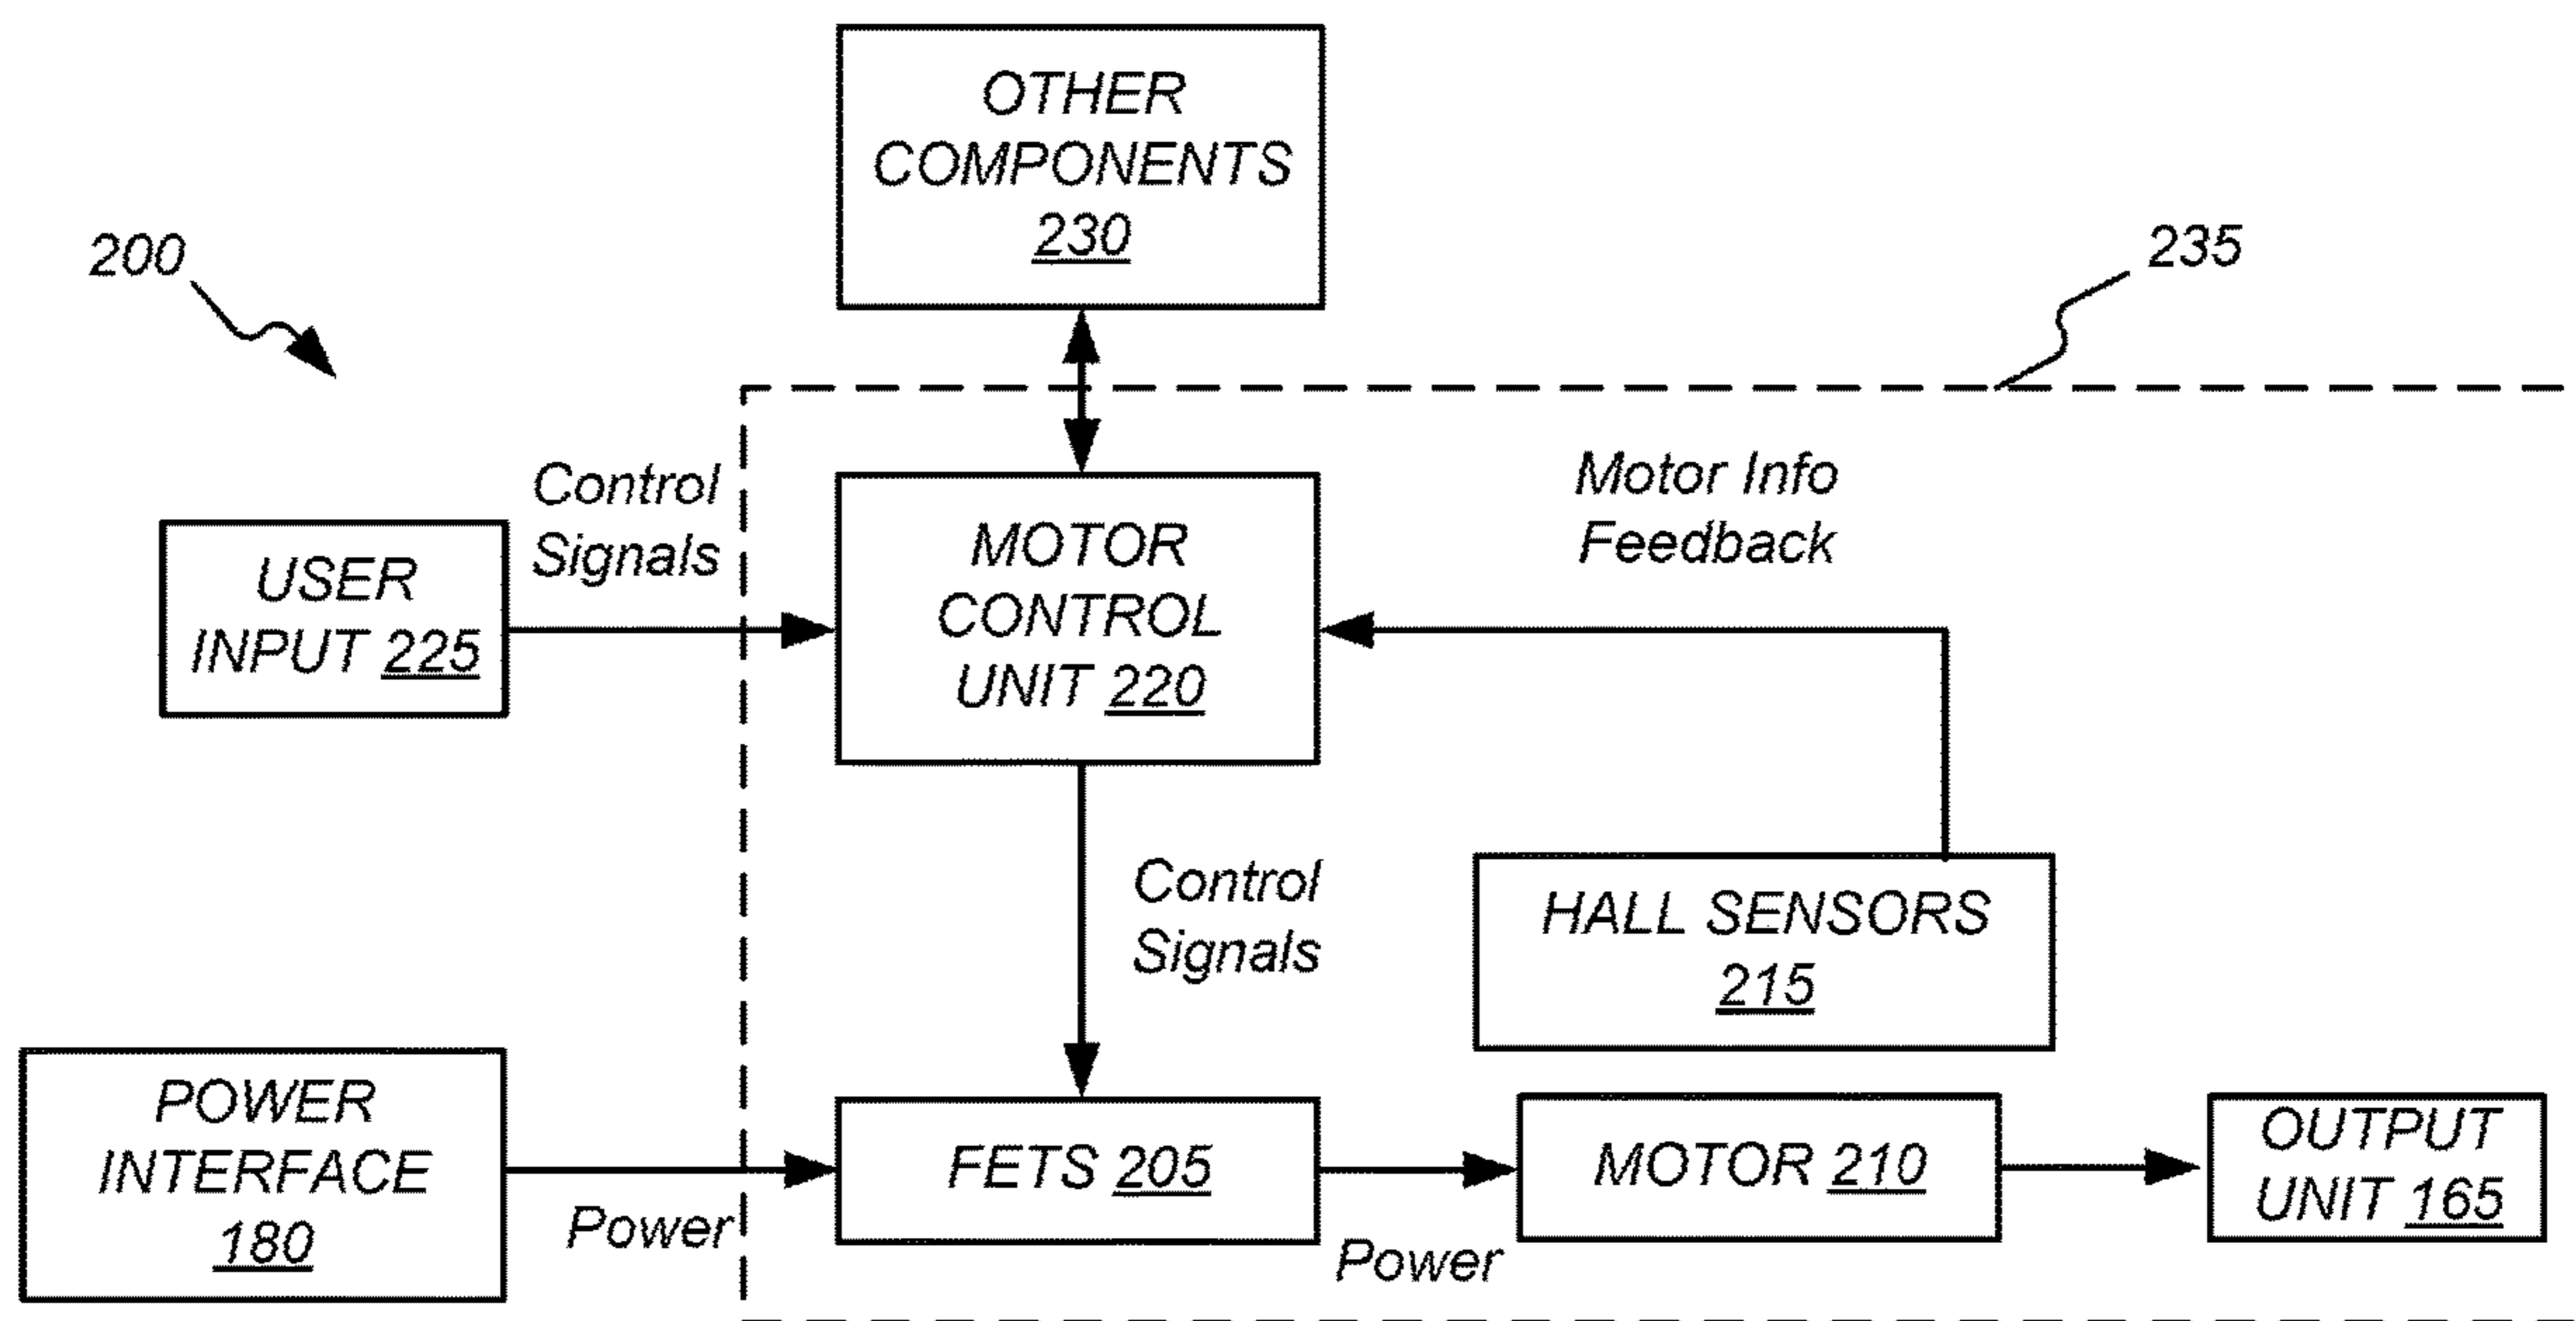 OTHER
COMPONENTS
230
200
235
Control
Signals
Motor Info
Feedback
USER
INPUT 225
MOTOR
CONTROL
UNIT 220
Control
Signals
HALL SENSORS
215
POWER
INTERFACE
180
Power
FETS 205
Power
MOTOR 210
OUTPUT
UNIT 165